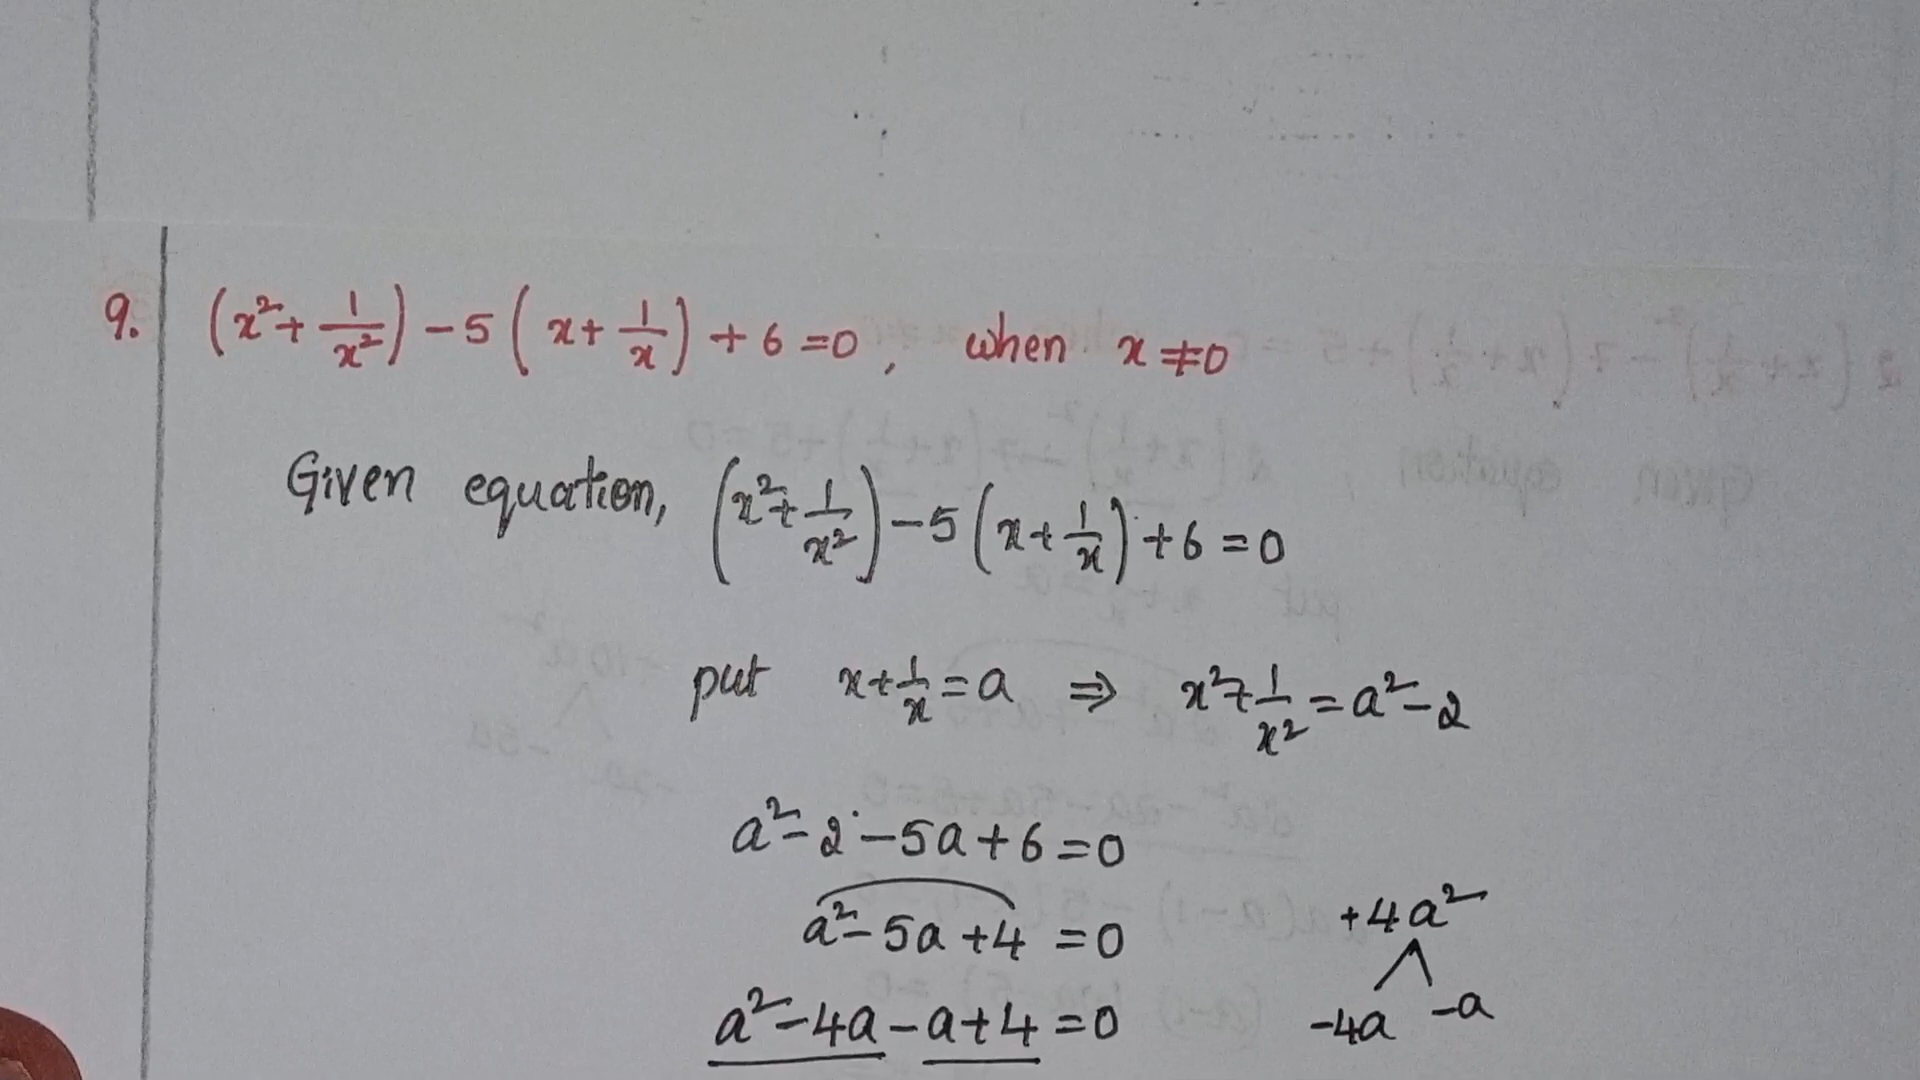 9. (x² + 1/x²) - 5 (x + 1/x) + 6 = 0, when x ≠ 0
Given equation, (x² + 1/x²) - 5 (x + 1/x) + 6 = 0
put x + 1/x = a ⇒ x² + 1/x² = a² - 2
a² - 2 - 5a + 6 = 0
a² - 5a + 4 = 0 +4a²
a² - 4a - a + 4 = 0 -4a -a